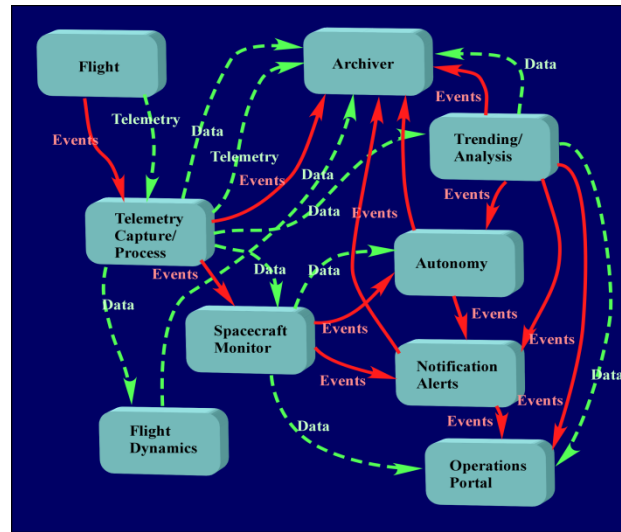 Flight
Archiver
Data
Events
Telemetry
Data
Telemetry
Events
Events
Trending/
Analysis
Telemetry
Capture/
Process
Data
Events
Events
Events
Data
Data
Autonomy
Data
Spacecraft
Monitor
Events
Events
Events
Notification
Alerts
Events
Data
Events
Events
Flight
Dynamics
Data
Operations
Portal